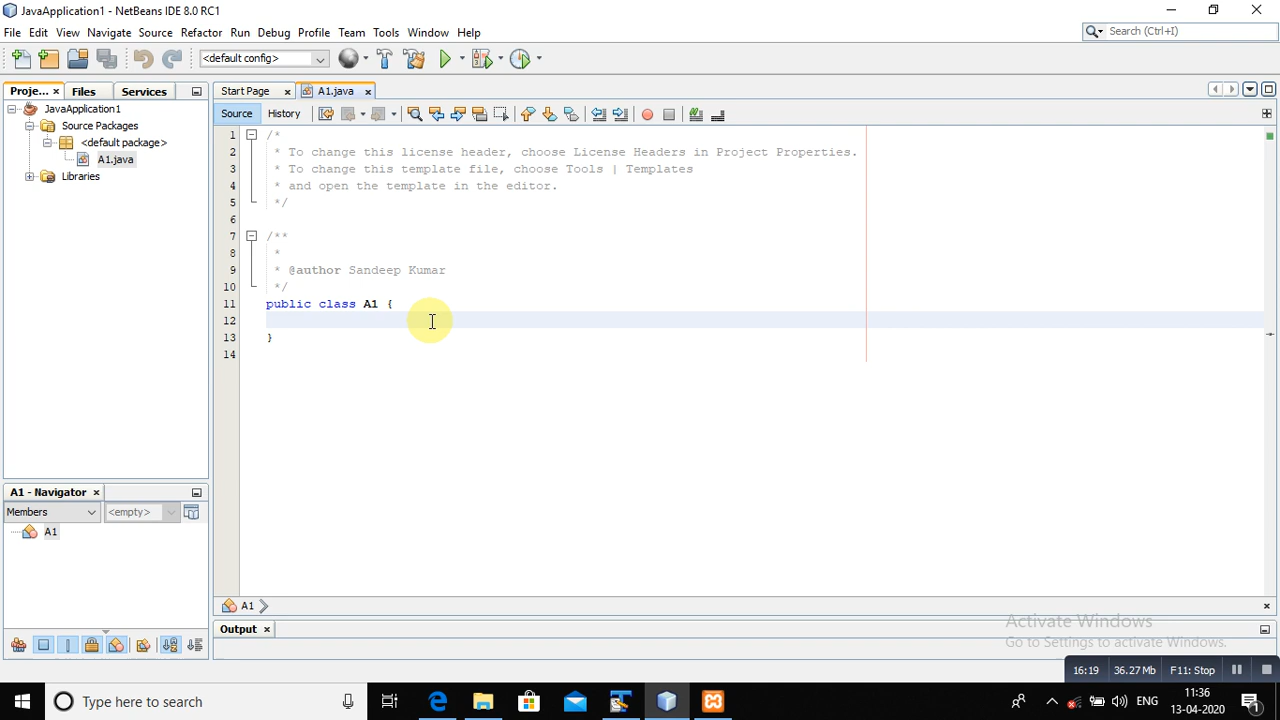 JavaApplication1 - NetBeans IDE 8.0 RC1
File Edit View Navigate Source Refactor Run Debug Profile Team Tools Window Help
Search (Ctrl+I)
<default config>
Proje... × Files Services
Start Page × A1.java ×
JavaApplication1
Source Packages
<default package>
A1.java
Libraries
Source History
1 /*
2 * To change this license header, choose License Headers in Project Properties.
3 * To change this template file, choose Tools | Templates
4 * and open the template in the editor.
5 */
6
7 /**
8 *
9 * @author Sandeep Kumar
10 */
11 public class A1 {
12
13 }
14
A1 - Navigator ×
Members <empty>
A1
A1
Output ×
Activate Windows
Go to Settings to activate Windows.
16:19 36.27 Mb F11: Stop
Type here to search
ENG
11:36
13-04-2020
1